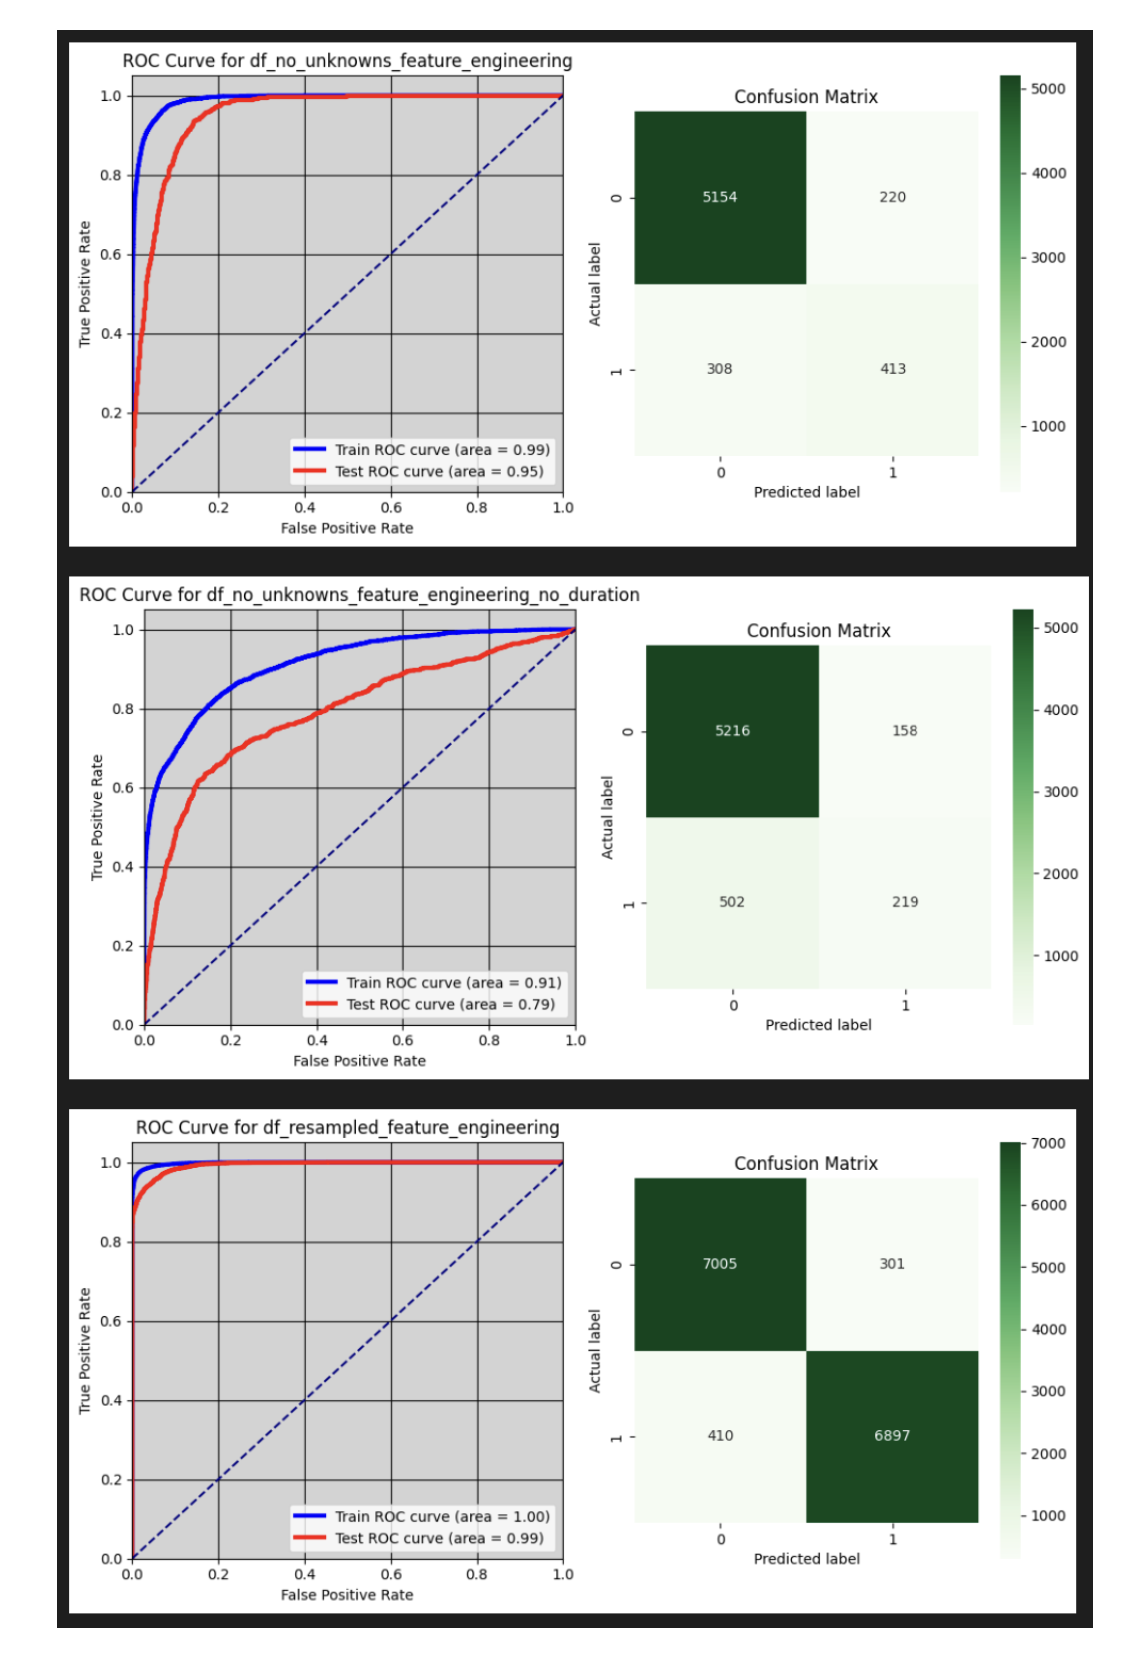 ROC Curve for df_no_unknowns_feature_engineering
1.0
0.8
0.6
0.4
0.2
0.0
True Positive Rate
0.0 0.2 0.4 0.6 0.8 1.0
False Positive Rate
Train ROC curve (area = 0.99)
Test ROC curve (area = 0.95)
Confusion Matrix
Actual label
0
5154 220
1
308 413
0 1
Predicted label
5000
4000
3000
2000
1000
ROC Curve for df_no_unknowns_feature_engineering_no_duration
1.0
0.8
0.6
0.4
0.2
0.0
True Positive Rate
0.0 0.2 0.4 0.6 0.8 1.0
False Positive Rate
Train ROC curve (area = 0.91)
Test ROC curve (area = 0.79)
Confusion Matrix
Actual label
0
5216 158
1
502 219
0 1
Predicted label
5000
4000
3000
2000
1000
ROC Curve for df_resampled_feature_engineering
1.0
0.8
0.6
0.4
0.2
0.0
True Positive Rate
0.0 0.2 0.4 0.6 0.8 1.0
False Positive Rate
Train ROC curve (area = 1.00)
Test ROC curve (area = 0.99)
Confusion Matrix
Actual label
0
7005 301
1
410 6897
0 1
Predicted label
7000
6000
5000
4000
3000
2000
1000